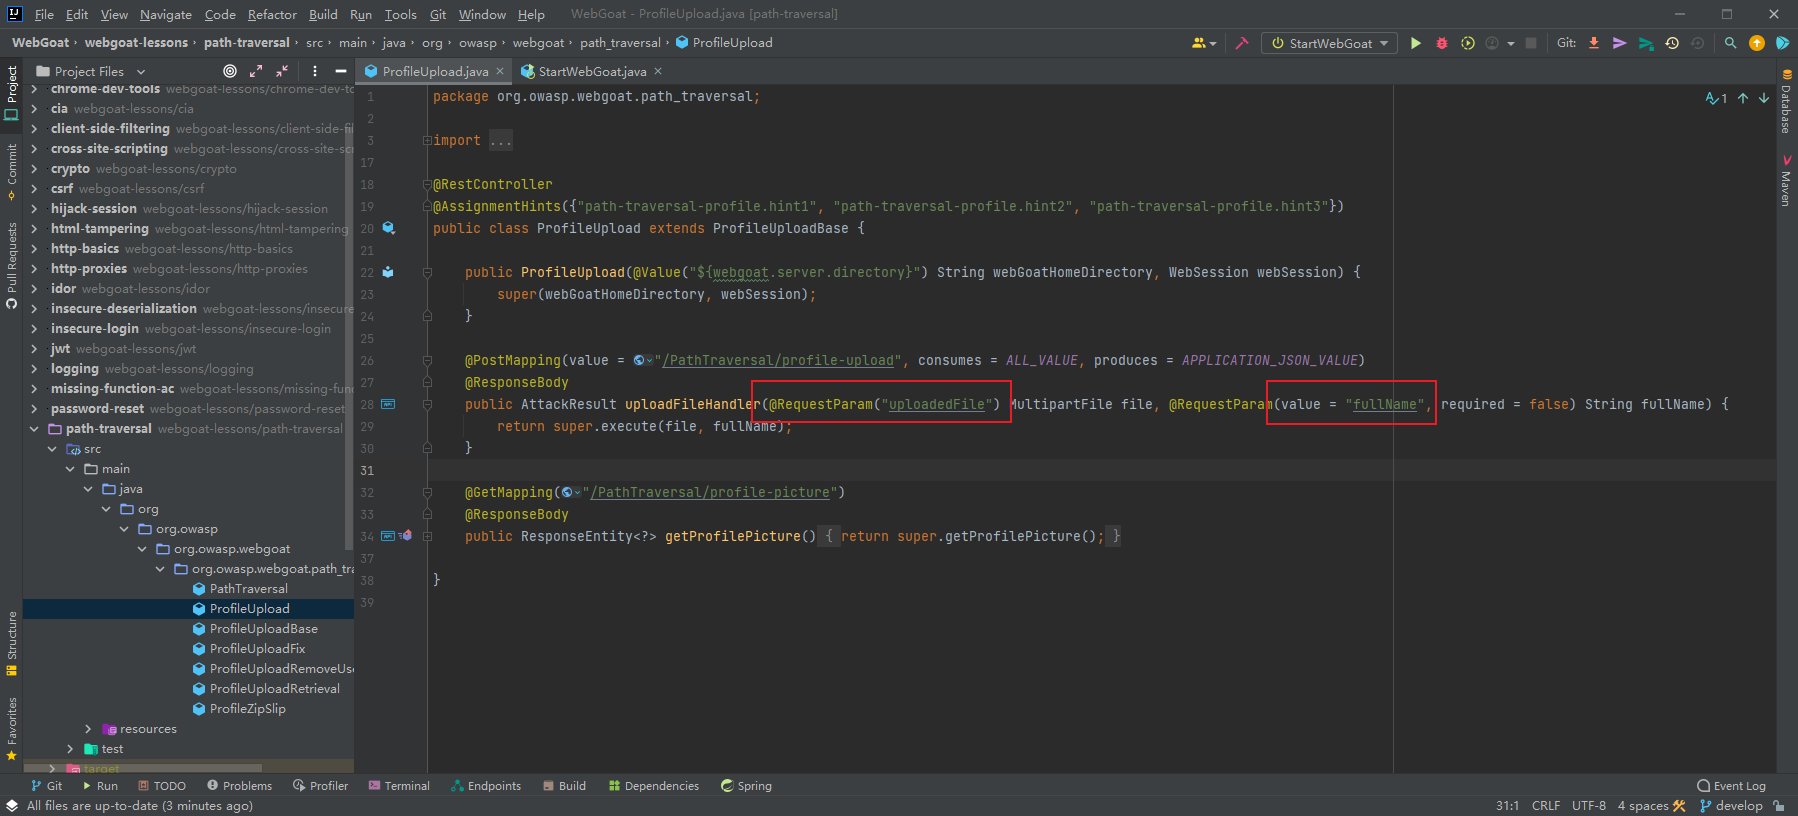 File Edit View Navigate Code Refactor Build Run Tools Git Window Help WebGoat - ProfileUpload.java [path-traversal]
WebGoat webgoat-lessons path-traversal src main java org owasp webgoat path_traversal ProfileUpload StartWebGoat Git:
Project Files
ProfileUpload.java
StartWebGoat.java
Project
Commit
Pull Requests
Structure
Favorites
chrome-dev-tools webgoat-lessons/chrome-dev-to
cia webgoat-lessons/cia
client-side-filtering webgoat-lessons/client-side-fil
cross-site-scripting webgoat-lessons/cross-site-scr
crypto webgoat-lessons/crypto
csrf webgoat-lessons/csrf
hijack-session webgoat-lessons/hijack-session
html-tampering webgoat-lessons/html-tampering
http-basics webgoat-lessons/http-basics
http-proxies webgoat-lessons/http-proxies
idor webgoat-lessons/idor
insecure-deserialization webgoat-lessons/insecure
insecure-login webgoat-lessons/insecure-login
jwt webgoat-lessons/jwt
logging webgoat-lessons/logging
missing-function-ac webgoat-lessons/missing-fun
password-reset webgoat-lessons/password-reset
path-traversal webgoat-lessons/path-traversal
src
main
java
org
org.owasp
org.owasp.webgoat
org.owasp.webgoat.path_tra
PathTraversal
ProfileUpload
ProfileUploadBase
ProfileUploadFix
ProfileUploadRemoveUse
ProfileUploadRetrieval
ProfileZipSlip
resources
test
target
1 package org.owasp.webgoat.path_traversal;
2
3 import ...
17
18 @RestController
19 @AssignmentHints({"path-traversal-profile.hint1", "path-traversal-profile.hint2", "path-traversal-profile.hint3"})
20 public class ProfileUpload extends ProfileUploadBase {
21
22 public ProfileUpload(@Value("${webgoat.server.directory}") String webGoatHomeDirectory, WebSession webSession) {
23 super(webGoatHomeDirectory, webSession);
24 }
25
26 @PostMapping(value = "/PathTraversal/profile-upload", consumes = ALL_VALUE, produces = APPLICATION_JSON_VALUE)
27 @ResponseBody
28 public AttackResult uploadFileHandler(@RequestParam("uploadedFile") MultipartFile file, @RequestParam(value = "fullName", required = false) String fullName) {
29 return super.execute(file, fullName);
30 }
31
32 @GetMapping("/PathTraversal/profile-picture")
33 @ResponseBody
34 public ResponseEntity<?> getProfilePicture() { return super.getProfilePicture(); }
37
38 }
39
1
Database
Maven
Git Run TODO Problems Profiler Terminal Endpoints Build Dependencies Spring Event Log
All files are up-to-date (3 minutes ago) 31:1 CRLF UTF-8 4 spaces develop